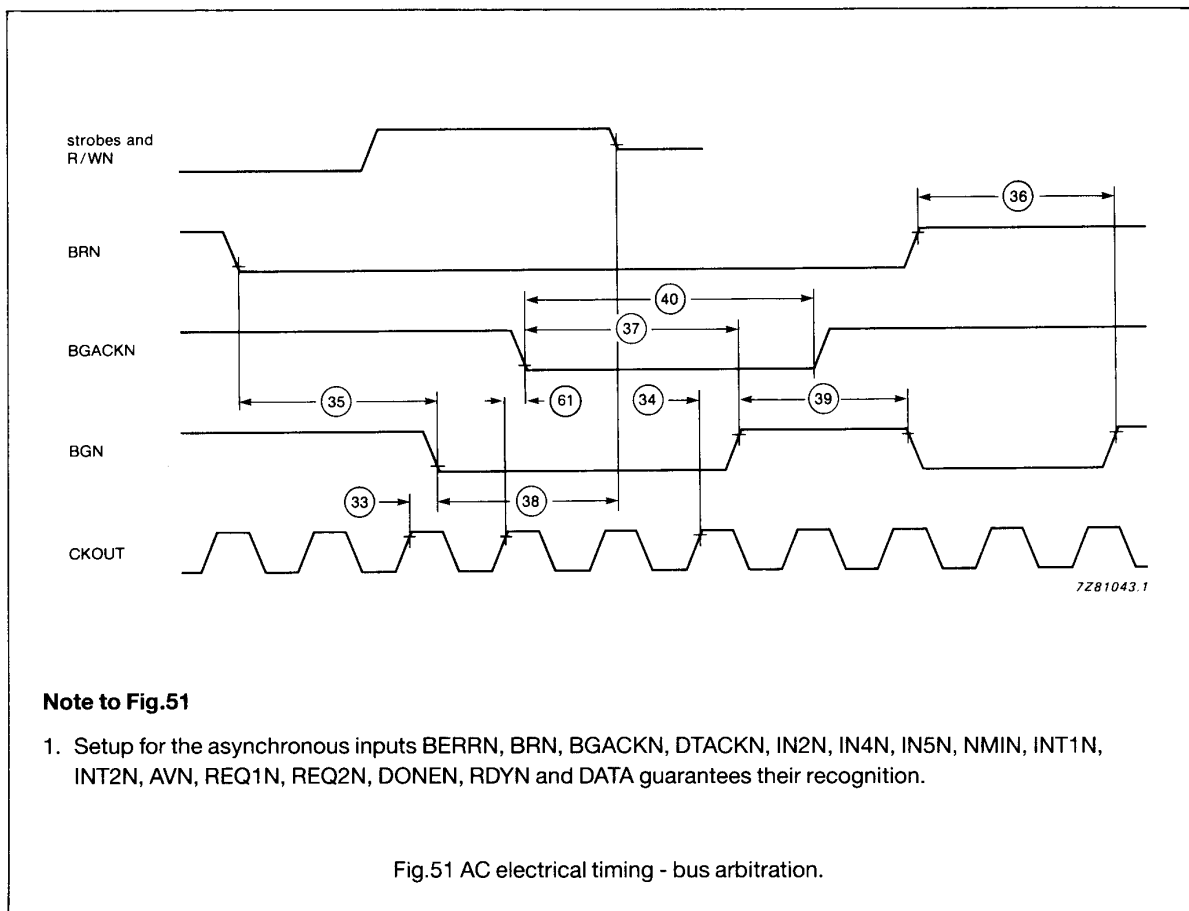 strobes and
R/WN
36
BRN
40
37
BGACKN
35
61
34
39
BGN
33
38
CKOUT
7Z81043.1
Note to Fig.51
1. Setup for the asynchronous inputs BERRN, BRN, BGACKN, DTACKN, IN2N, IN4N, IN5N, NMIN, INT1N,
INT2N, AVN, REQ1N, REQ2N, DONEN, RDYN and DATA guarantees their recognition.
Fig.51 AC electrical timing - bus arbitration.